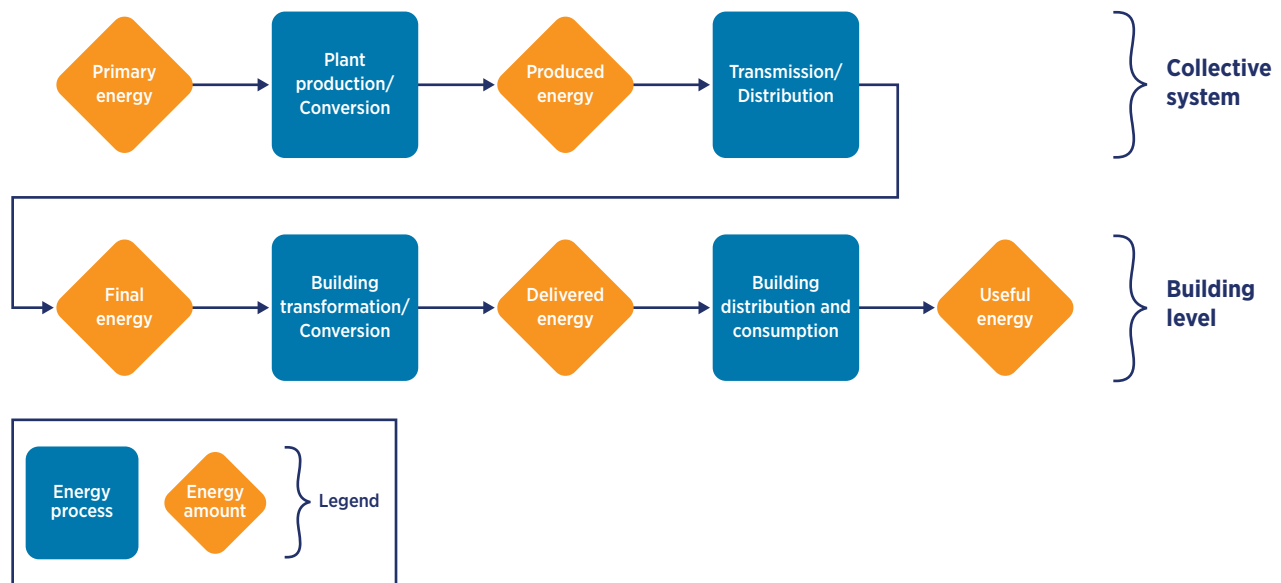 Primary
energy
Plant
production/
Conversion
Produced
energy
Transmission/
Distribution
Collective
system
Final
energy
Building
transformation/
Conversion
Delivered
energy
Building
distribution and
consumption
Useful
energy
Building
level
Energy
process
Energy
amount
Legend